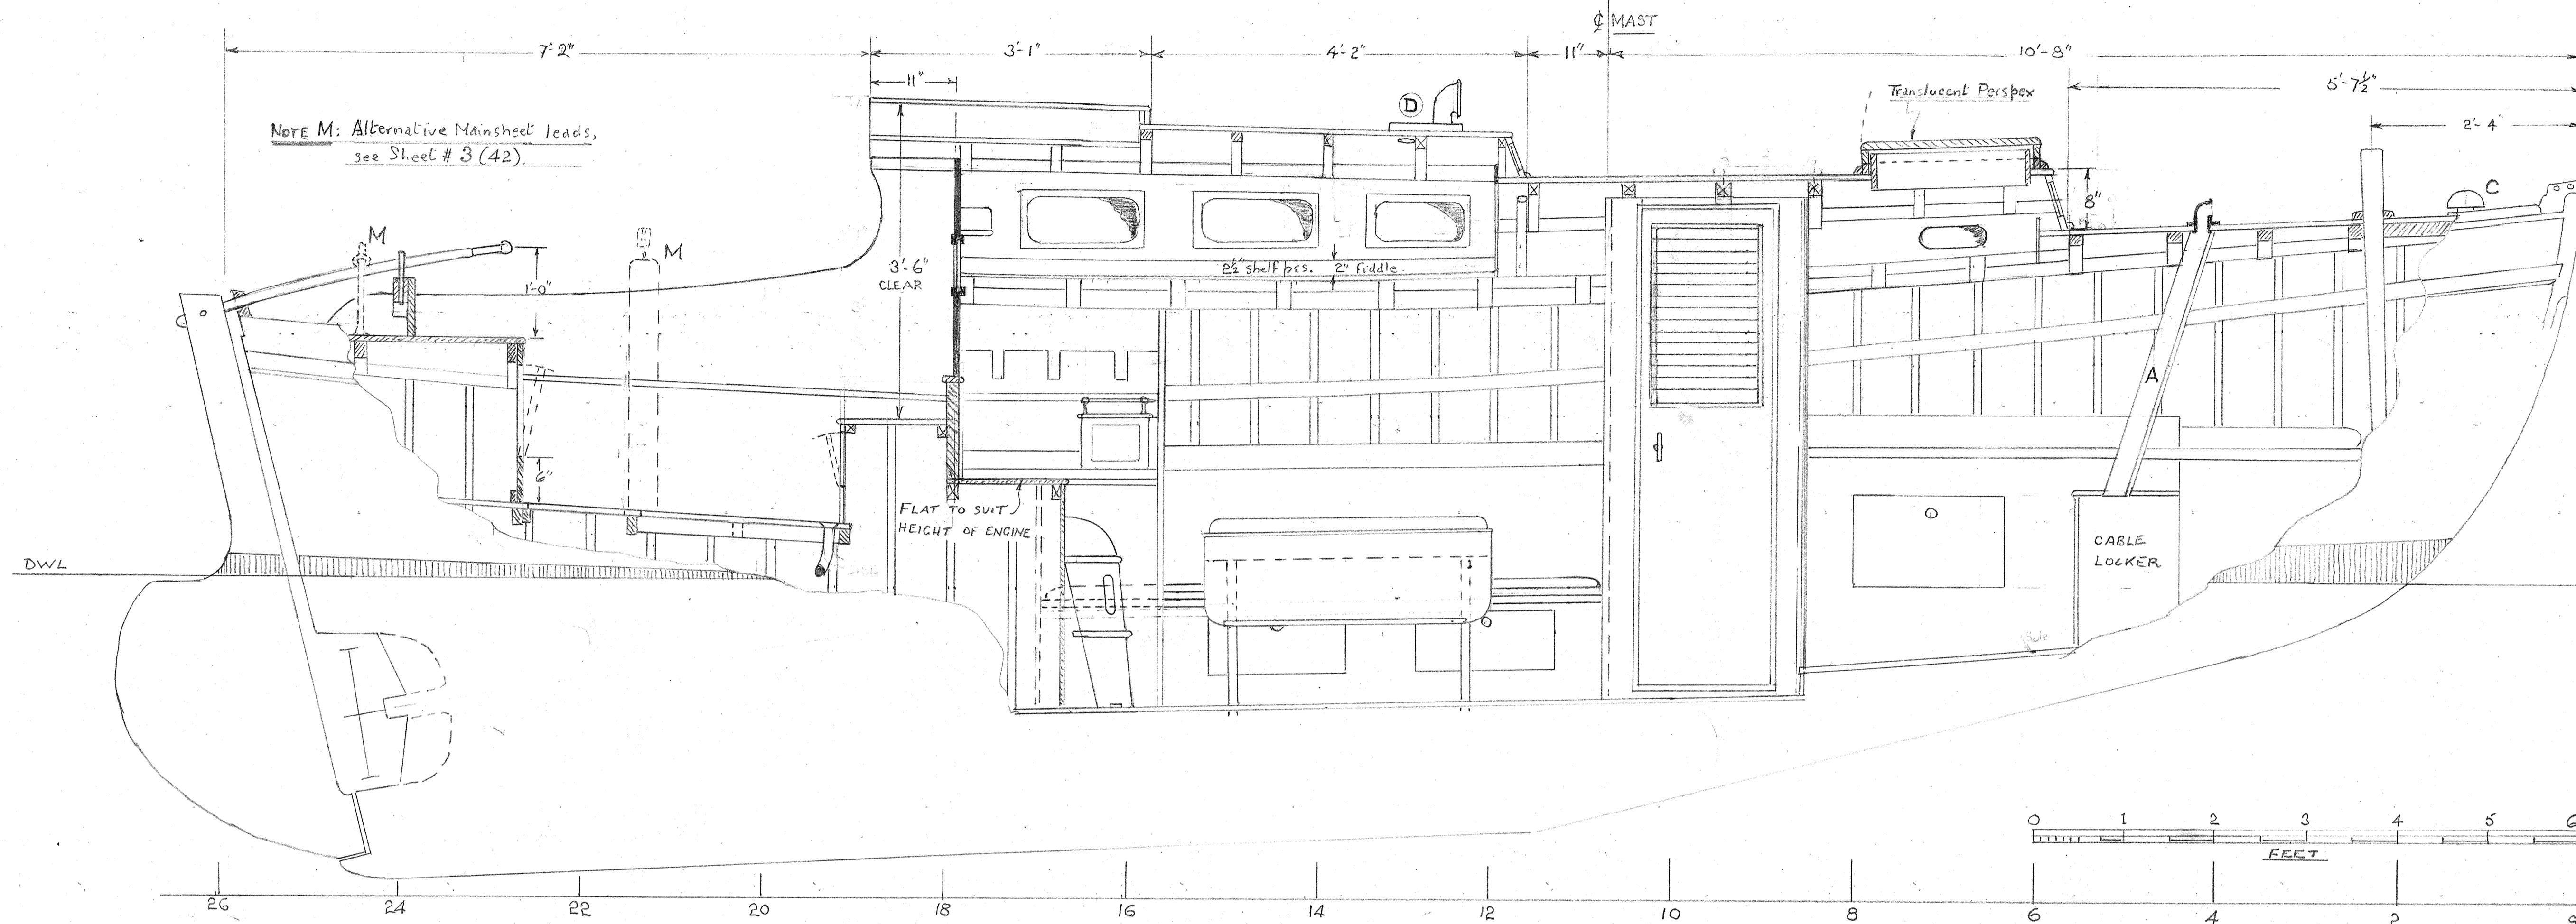 ℄ MAST
7'-2"
3'-1"
4'-2"
11"
10'-8"
11"
5'-7½"
2'-4"
Translucent Perspex
D
NOTE M: Alternative Mainsheet leads,
see Sheet # 3 (42).
M
M
C
8"
3'-6"
CLEAR
2½" shelf pcs. 2" fiddle.
1'-0"
A
6"
FLAT TO SUIT
HEIGHT OF ENGINE
CABLE
LOCKER
DWL
Sole
0 1 2 3 4 5 6
FEET
26 24 22 20 18 16 14 12 10 8 6 4 2